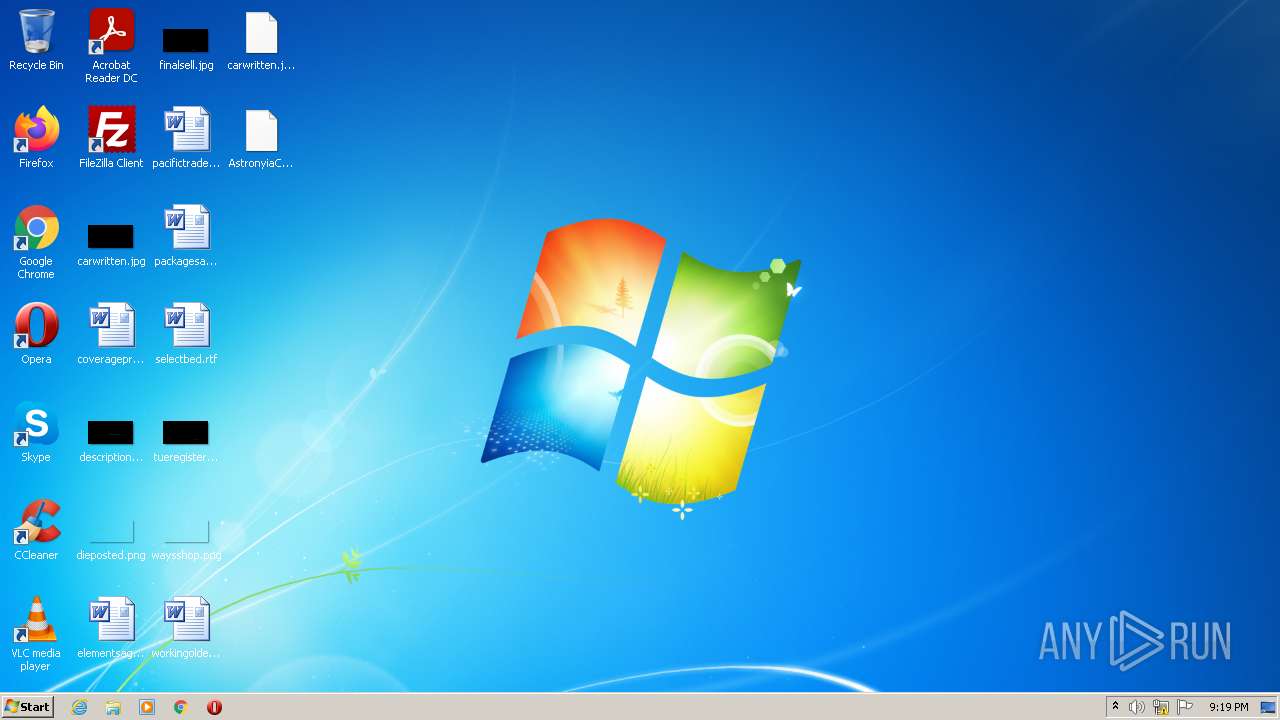 Recycle Bin
Acrobat
Reader DC
finalsell.jpg
carwritten.j...
Firefox
FileZilla Client
pacifictrade...
AstronyiaC...
Google
Chrome
carwritten.jpg
packagesa...
Opera
coveragepr...
selectbed.rtf
Skype
description...
tueregister...
CCleaner
dieposted.png
waysshop.png
VLC media
player
elementsag...
workingolde...
ANY RUN
Start
9:19 PM